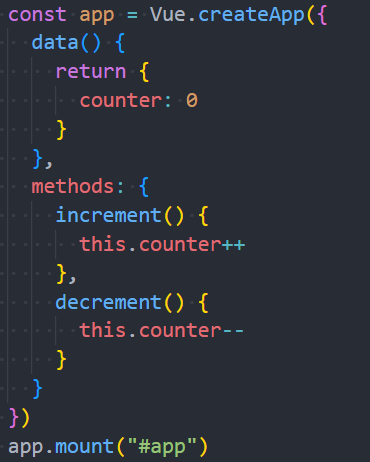 const app = Vue.createApp({
  data() {
    return {
      counter: 0
    }
  },
  methods: {
    increment() {
      this.counter++
    },
    decrement() {
      this.counter--
    }
  }
})
app.mount("#app")